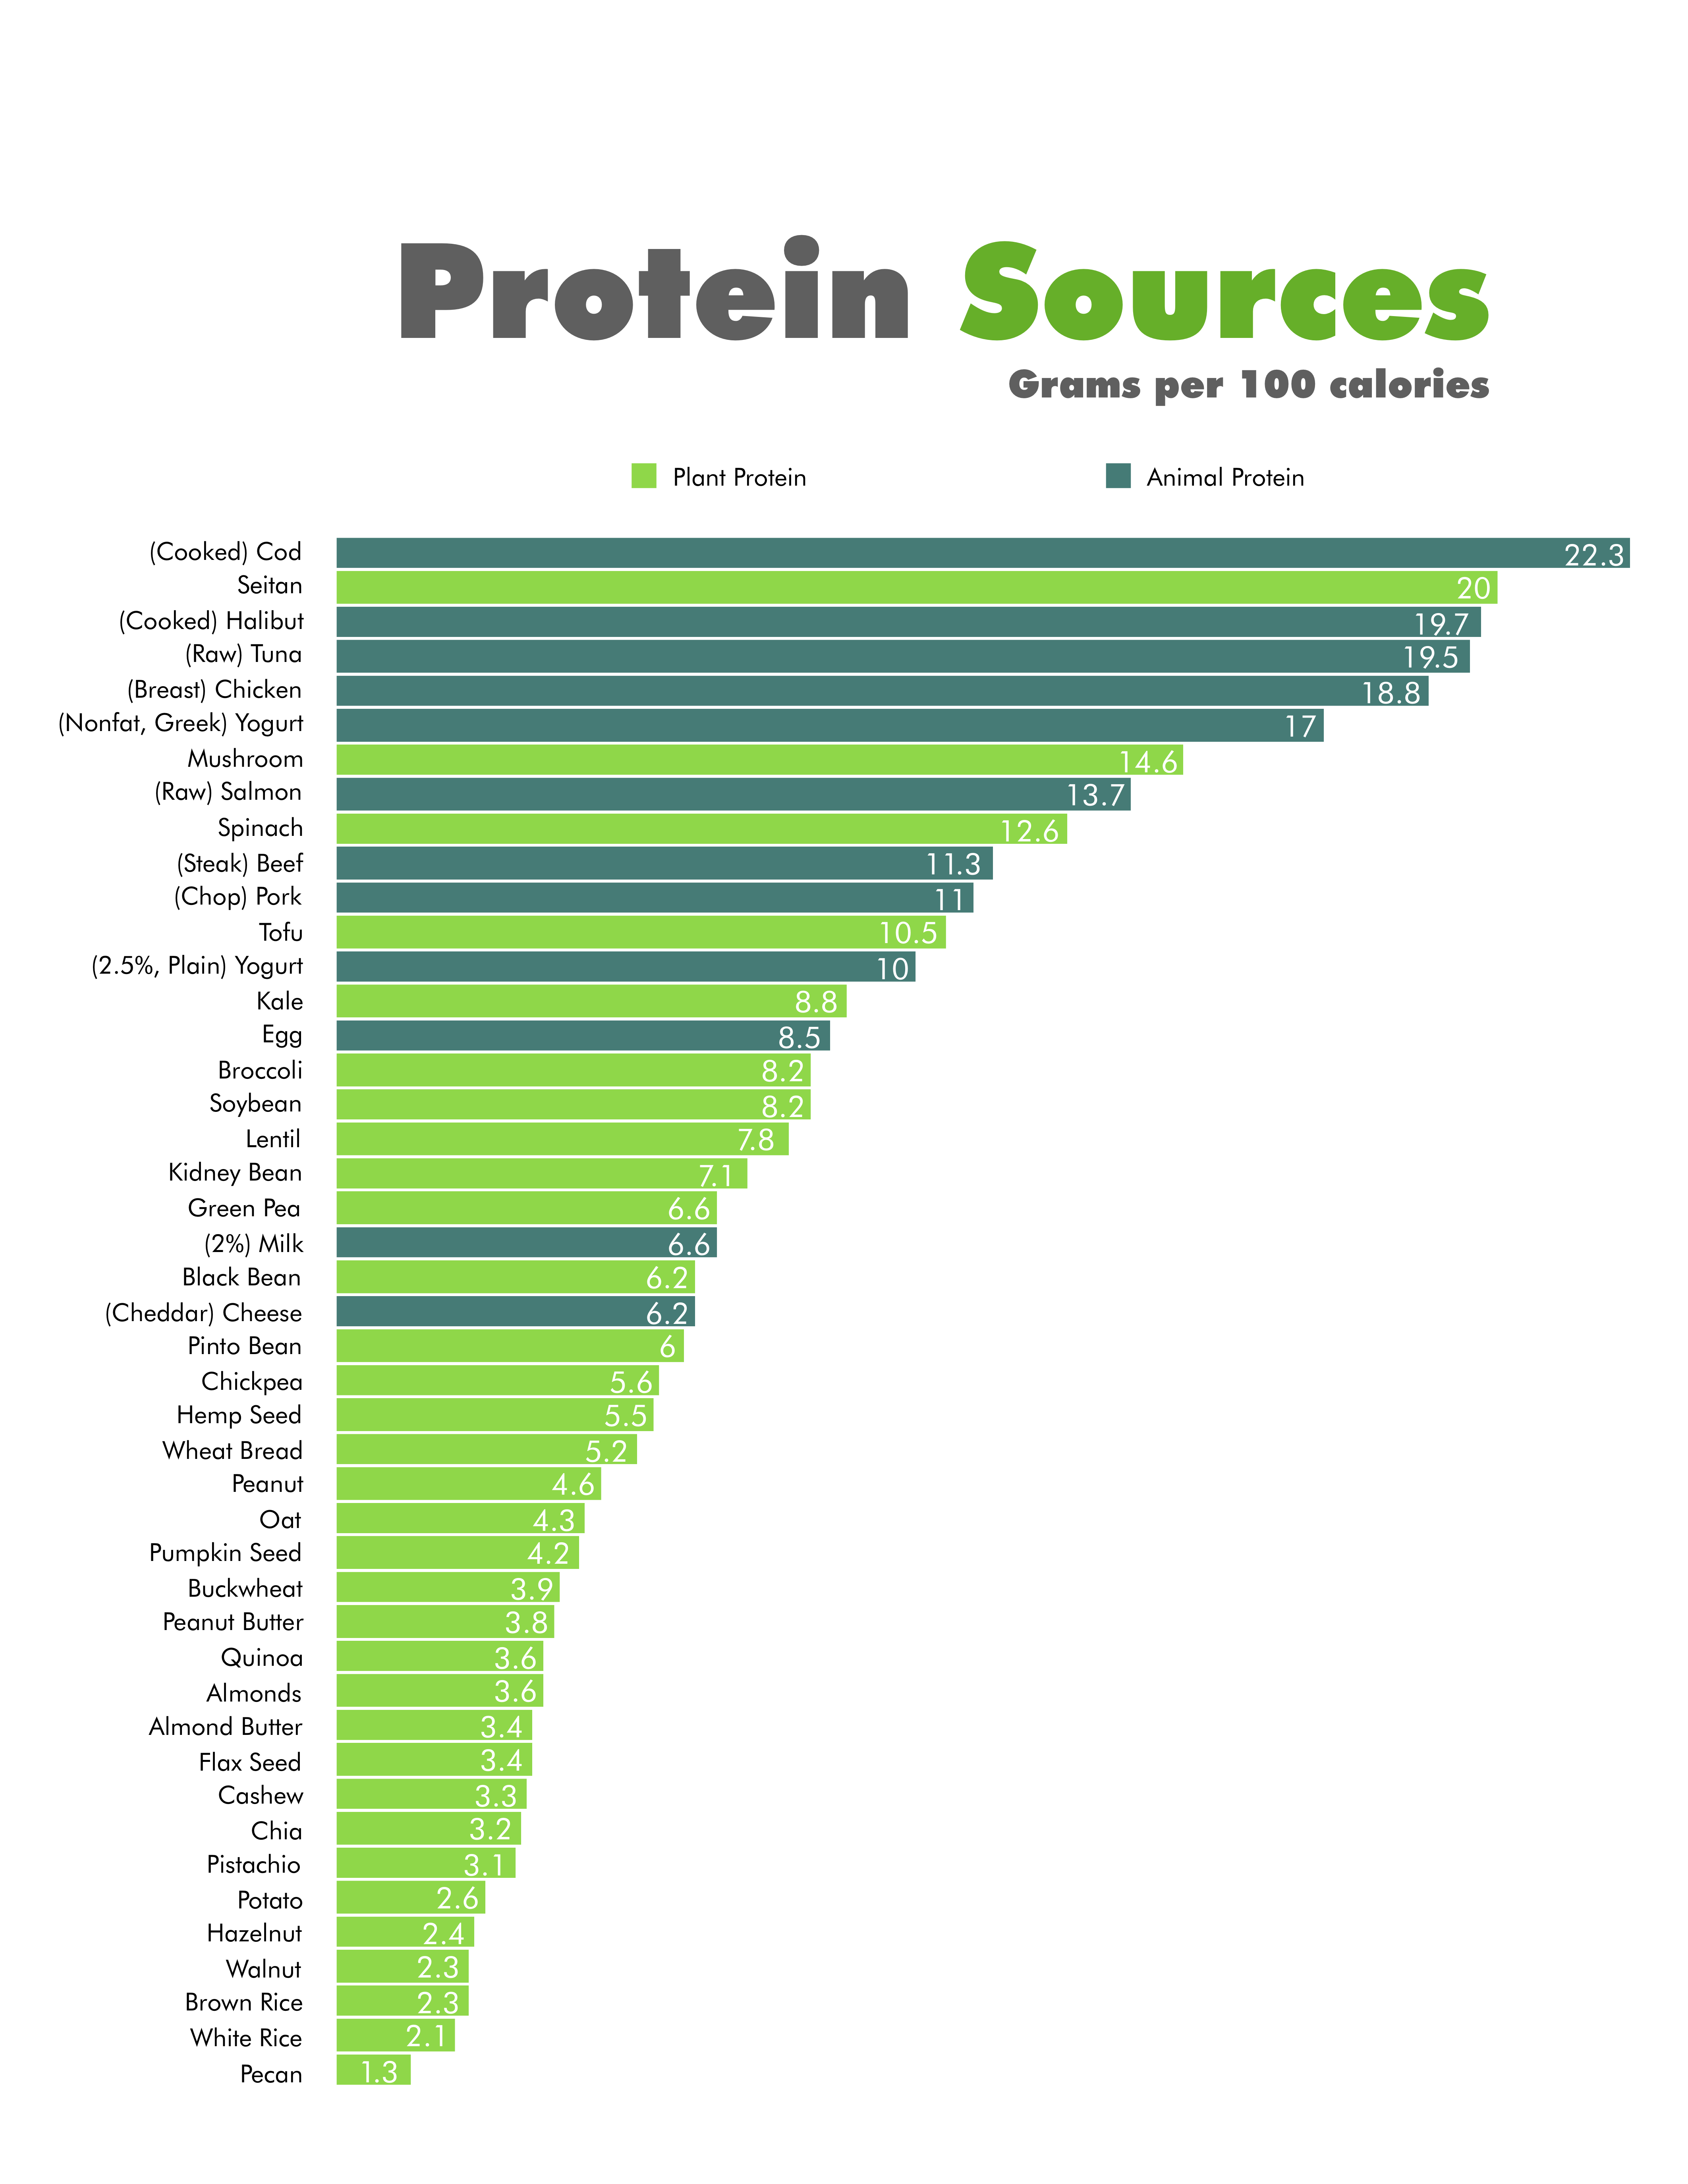 Protein Sources
Grams per 100 calories
Plant Protein Animal Protein
(Cooked) Cod 22.3
Seitan 20
(Cooked) Halibut 19.7
(Raw) Tuna 19.5
(Breast) Chicken 18.8
(Nonfat, Greek) Yogurt 17
Mushroom 14.6
(Raw) Salmon 13.7
Spinach 12.6
(Steak) Beef 11.3
(Chop) Pork 11
Tofu 10.5
(2.5%, Plain) Yogurt 10
Kale 8.8
Egg 8.5
Broccoli 8.2
Soybean 8.2
Lentil 7.8
Kidney Bean 7.1
Green Pea 6.6
(2%) Milk 6.6
Black Bean 6.2
(Cheddar) Cheese 6.2
Pinto Bean 6
Chickpea 5.6
Hemp Seed 5.5
Wheat Bread 5.2
Peanut 4.6
Oat 4.3
Pumpkin Seed 4.2
Buckwheat 3.9
Peanut Butter 3.8
Quinoa 3.6
Almonds 3.6
Almond Butter 3.4
Flax Seed 3.4
Cashew 3.3
Chia 3.2
Pistachio 3.1
Potato 2.6
Hazelnut 2.4
Walnut 2.3
Brown Rice 2.3
White Rice 2.1
Pecan 1.3